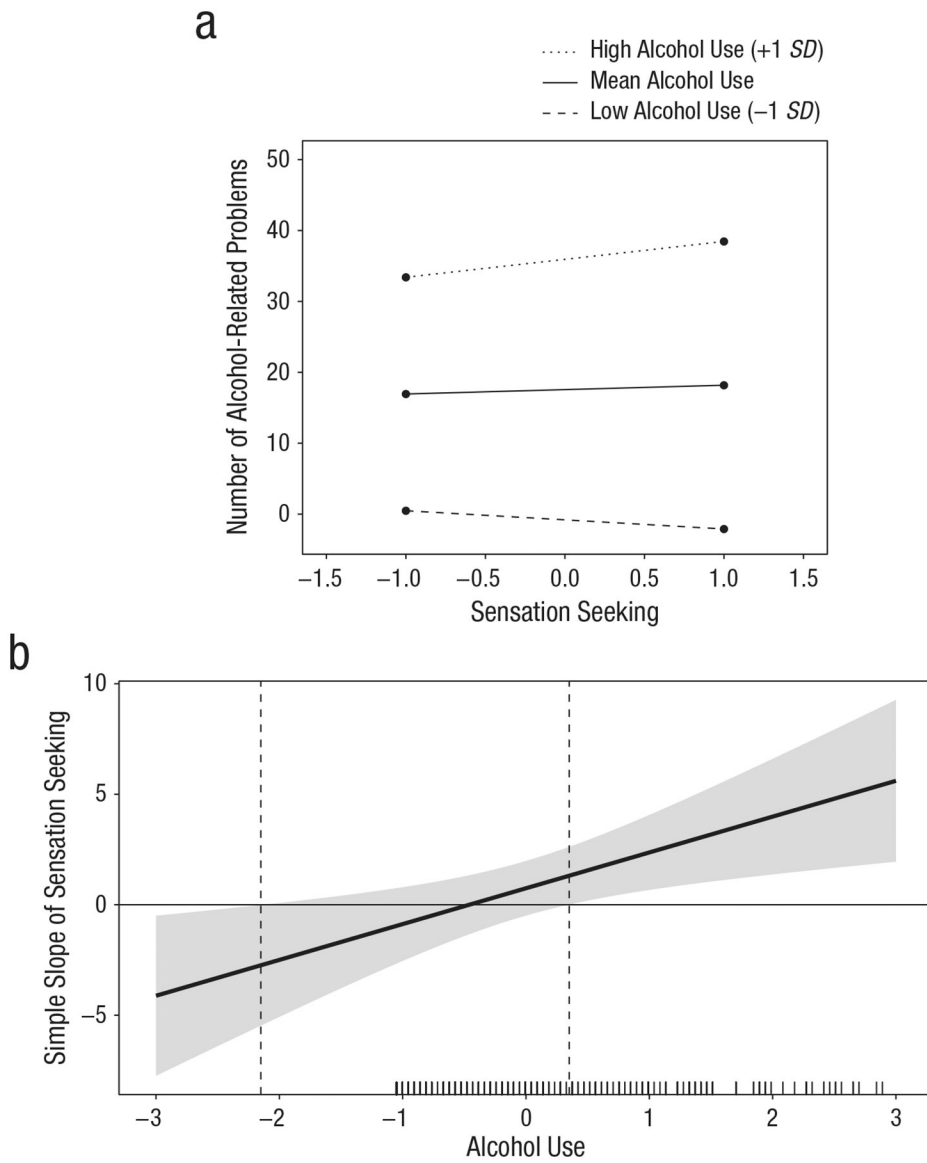 a
High Alcohol Use (+1 SD)
Mean Alcohol Use
Low Alcohol Use (−1 SD)
Number of Alcohol-Related Problems
50
40
30
20
10
0
−1.5 −1.0 −0.5 0.0 0.5 1.0 1.5
Sensation Seeking
b
Simple Slope of Sensation Seeking
10
5
0
−5
−3 −2 −1 0 1 2 3
Alcohol Use